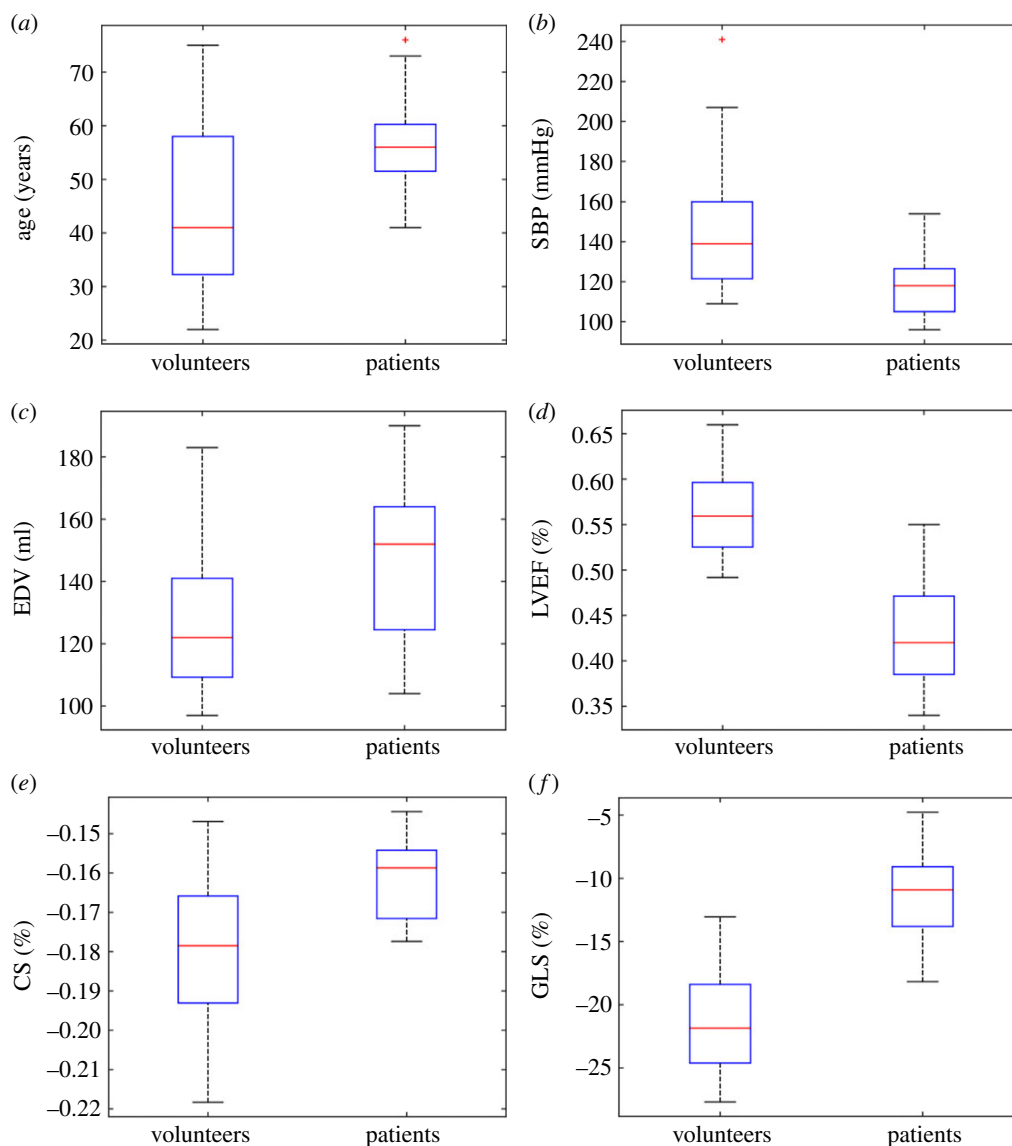 (a)
age (years)
70
60
50
40
30
20
volunteers
patients
(b)
SBP (mmHg)
240
220
200
180
160
140
120
100
volunteers
patients
(c)
EDV (ml)
180
160
140
120
100
volunteers
patients
(d)
LVEF (%)
0.65
0.60
0.55
0.50
0.45
0.40
0.35
volunteers
patients
(e)
CS (%)
–0.15
–0.16
–0.17
–0.18
–0.19
–0.20
–0.21
–0.22
volunteers
patients
(f)
GLS (%)
–5
–10
–15
–20
–25
volunteers
patients